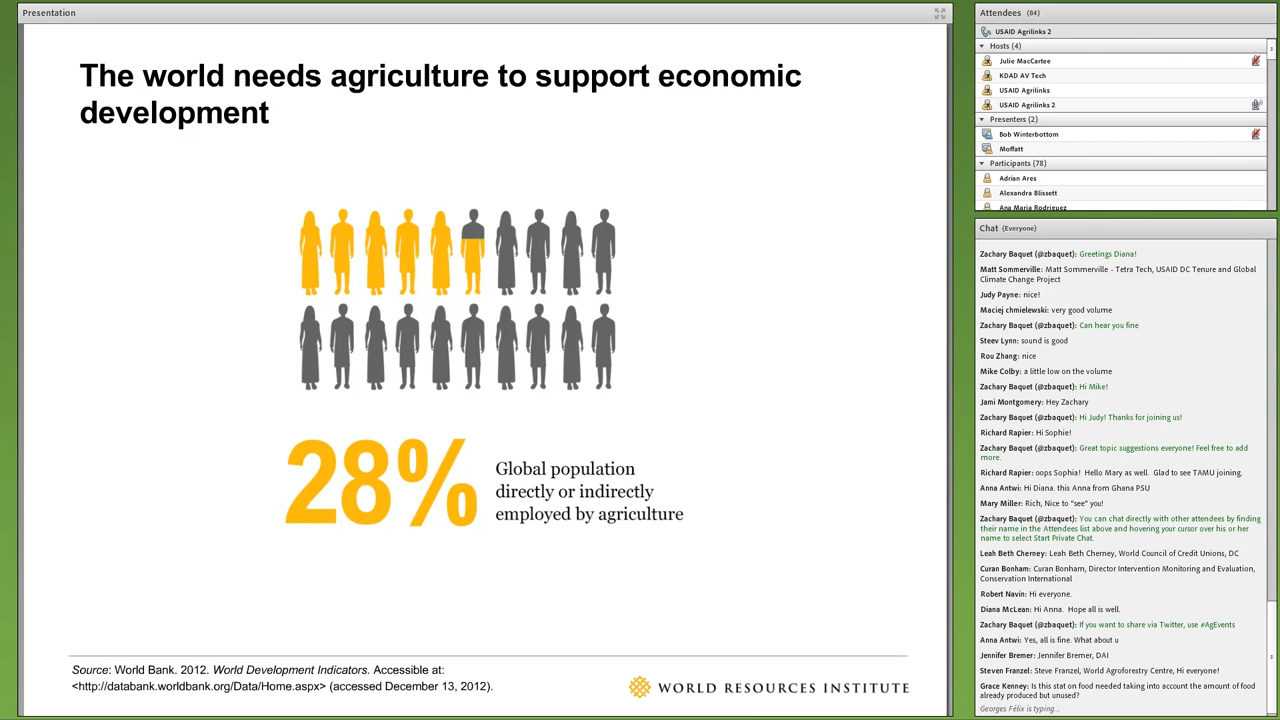 Presentation
The world needs agriculture to support economic
development
28%
Global population
directly or indirectly
employed by agriculture
Source: World Bank. 2012. World Development Indicators. Accessible at:
<http://databank.worldbank.org/Data/Home.aspx> (accessed December 13, 2012).
WORLD RESOURCES INSTITUTE
Attendees (84)
USAID Agrilinks 2
Hosts (4)
Julie MacCartee
KDAD AV Tech
USAID Agrilinks
USAID Agrilinks 2
Presenters (2)
Bob Winterbottom
Moffatt
Participants (78)
Adrian Ares
Alexandra Blissett
Ana Maria Rodriguez
Chat (Everyone)
Zachary Baquet (@zbaquet): Greetings Diana!
Matt Sommerville: Matt Sommerville - Tetra Tech, USAID DC Tenure and Global
Climate Change Project
Judy Payne: nice!
Maciej chmielewski: very good volume
Zachary Baquet (@zbaquet): Can hear you fine
Steev Lynn: sound is good
Rou Zhang: nice
Mike Colby: a little low on the volume
Zachary Baquet (@zbaquet): Hi Mike!
Jami Montgomery: Hey Zachary
Zachary Baquet (@zbaquet): Hi Judy! Thanks for joining us!
Richard Rapier: Hi Sophie!
Zachary Baquet (@zbaquet): Great topic suggestions everyone! Feel free to add
more.
Richard Rapier: oops Sophia! Hello Mary as well. Glad to see TAMU joining.
Anna Antwi: Hi Diana. this Anna from Ghana PSU
Mary Miller: Rich, Nice to "see" you!
Zachary Baquet (@zbaquet): You can chat directly with other attendees by finding
their name in the Attendees list above and hovering your cursor over his or her
name to select Start Private Chat.
Leah Beth Cherney: Leah Beth Cherney, World Council of Credit Unions, DC
Curan Bonham: Curan Bonham, Director Intervention Monitoring and Evaluation,
Conservation International
Robert Navin: Hi everyone.
Diana McLean: Hi Anna. Hope all is well.
Zachary Baquet (@zbaquet): If you want to share via Twitter, use #AgEvents
Anna Antwi: Yes, all is fine. What about u
Jennifer Bremer: Jennifer Bremer, DAI
Steven Franzel: Steve Franzel, World Agroforestry Centre, Hi everyone!
Grace Kenney: Is this stat on food needed taking into account the amount of food
already produced but unused?
Georges Félix is typing...